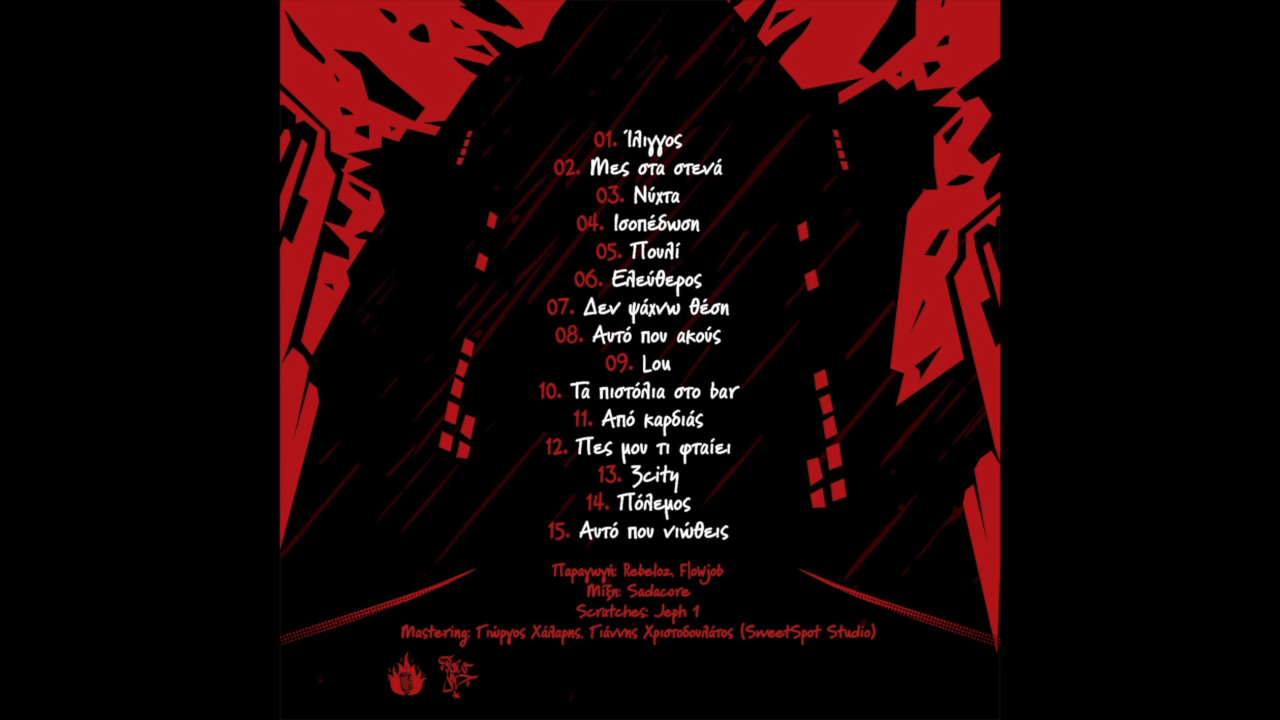 01. Ίλιγγος
02. Μες στα στενά
03. Νύχτα
04. Ισοπέδωση
05. Πουλί
06. Ελεύθερος
07. Δεν ψάχνω θέση
08. Αυτό που ακούς
09. Lou
10. Τα πιστόλια στο bar
11. Από καρδιάς
12. Πες μου τι φταίει
13. 3city
14. Πόλεμος
15. Αυτό που νιώθεις
Παραγωγή: Rebeloz, Flowjob
Μίξη: Sadacore
Scratches: Jeph 1
Mastering: Γιώργος Χάλαρης, Γιάννης Χριστοδουλάτος (SweetSpot Studio)